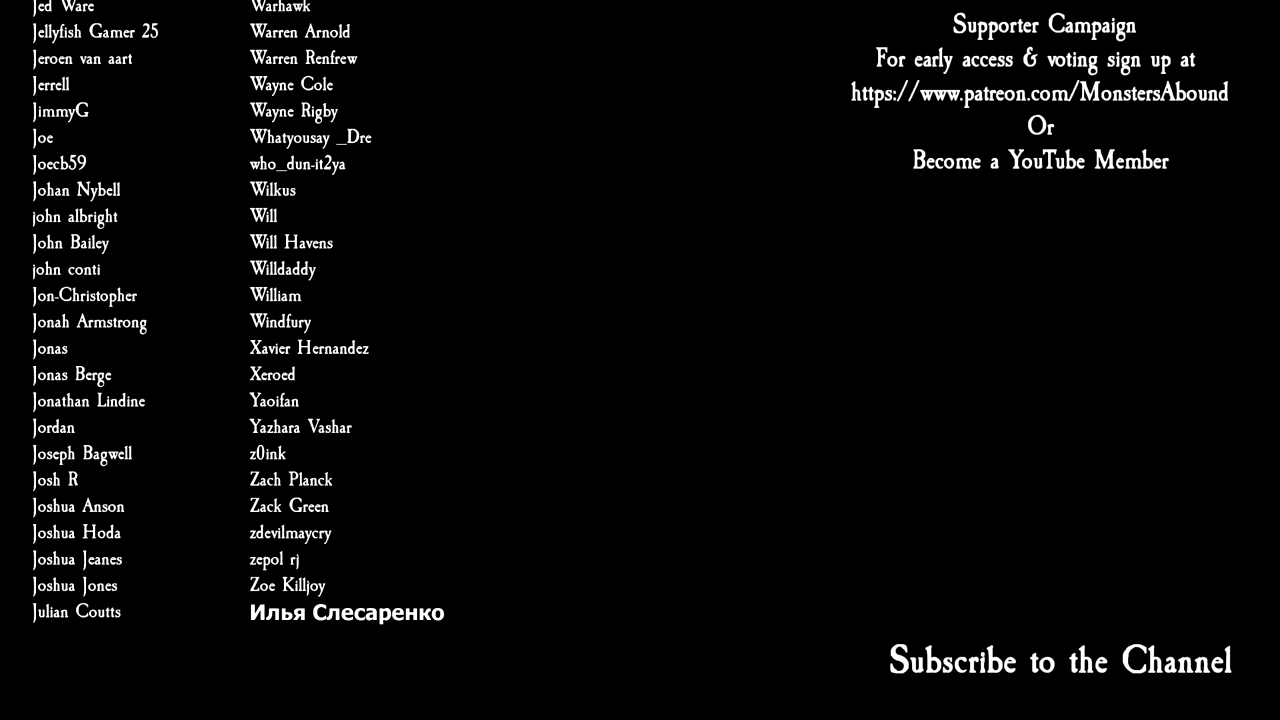 Jed Ware
Jellyfish Gamer 25
Jeroen van aart
Jerrell
JimmyG
Joe
Joecb59
Johan Nybell
john albright
John Bailey
john conti
Jon-Christopher
Jonah Armstrong
Jonas
Jonas Berge
Jonathan Lindine
Jordan
Joseph Bagwell
Josh R
Joshua Anson
Joshua Hoda
Joshua Jeanes
Joshua Jones
Julian Coutts
Warhawk
Warren Arnold
Warren Renfrew
Wayne Cole
Wayne Rigby
Whatyousay _Dre
who_dun-it2ya
Wilkus
Will
Will Havens
Willdaddy
William
Windfury
Xavier Hernandez
Xeroed
Yaoifan
Yazhara Vashar
z0ink
Zach Planck
Zack Green
zdevilmaycry
zepol rj
Zoe Killjoy
Илья Слесаренко
Supporter Campaign
For early access & voting sign up at
https://www.patreon.com/MonstersAbound
Or
Become a YouTube Member
Subscribe to the Channel